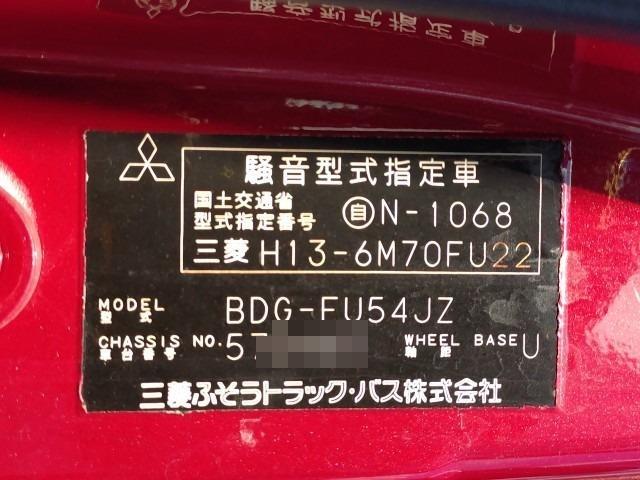 騒音型式指定車
国土交通省
型式指定番号 自N-1068
三菱 H13-6M70FU22
MODEL
型式 BDG-FU54JZ
CHASSIS NO. 57
車台番号
WHEEL BASE U
軸距
三菱ふそうトラック・バス株式会社